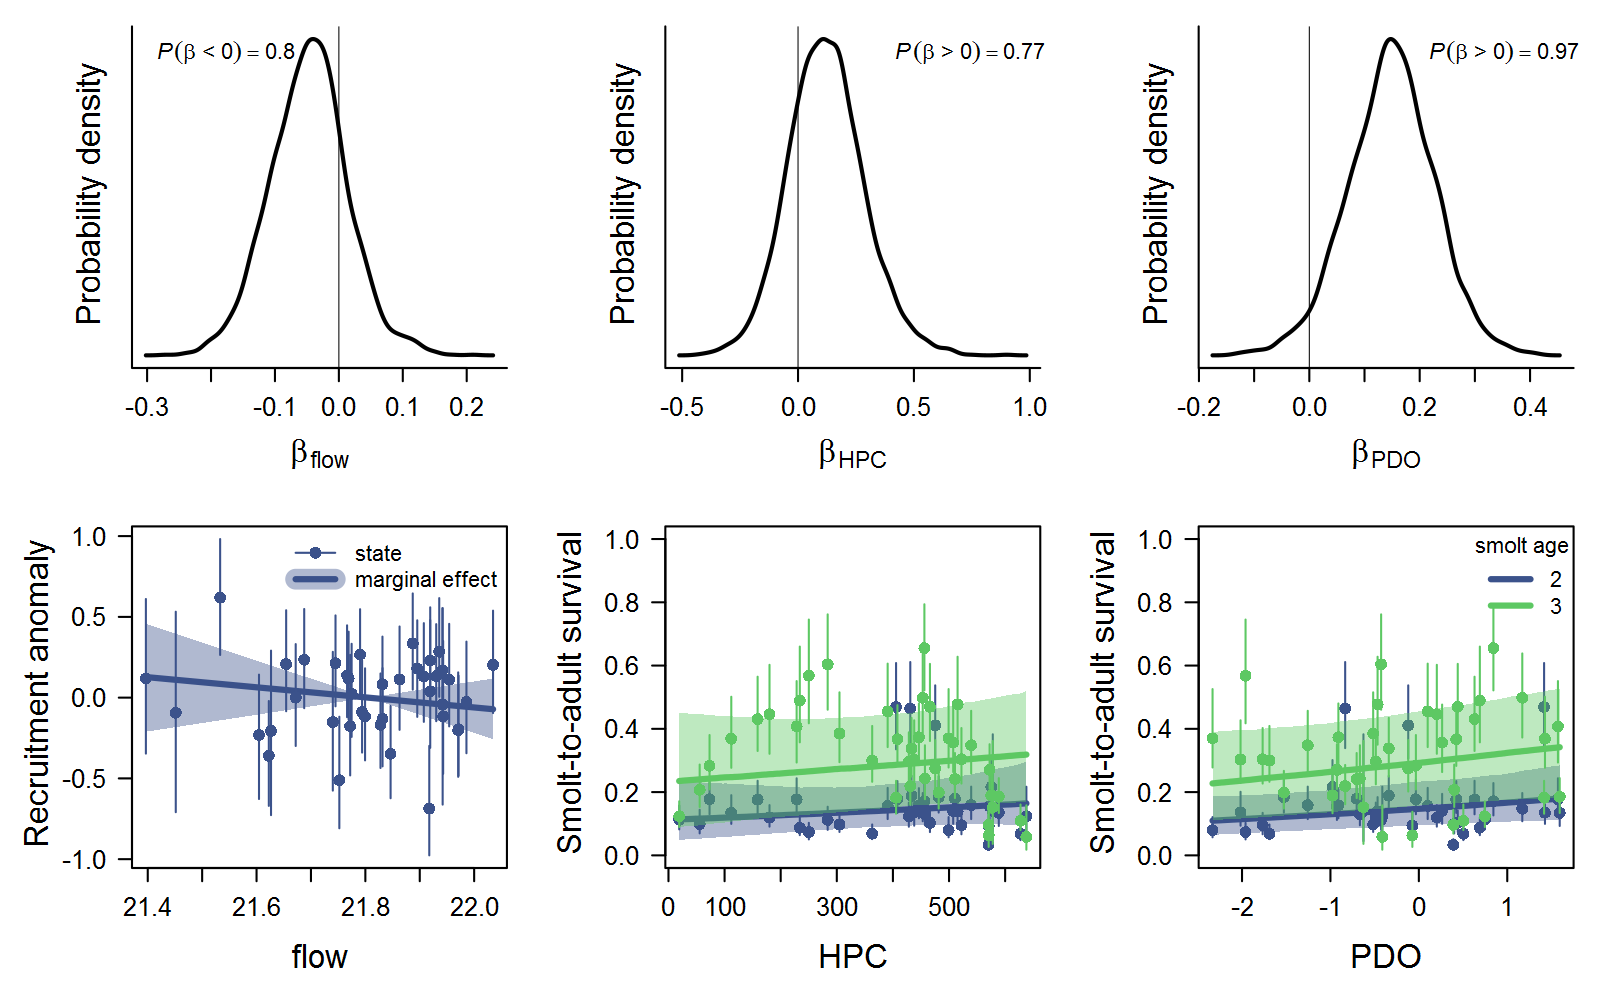 P(β < 0) = 0.8
Probability density
-0.3 -0.1 0.0 0.1 0.2
βflow
P(β > 0) = 0.77
Probability density
-0.5 0.0 0.5 1.0
βHPC
P(β > 0) = 0.97
Probability density
-0.2 0.0 0.2 0.4
βPDO
Recruitment anomaly
1.0
0.5
0.0
-0.5
-1.0
state
marginal effect
21.4 21.6 21.8 22.0
flow
Smolt-to-adult survival
1.0
0.8
0.6
0.4
0.2
0.0
0 100 300 500
HPC
Smolt-to-adult survival
1.0
0.8
0.6
0.4
0.2
0.0
smolt age
2
3
-2 -1 0 1
PDO